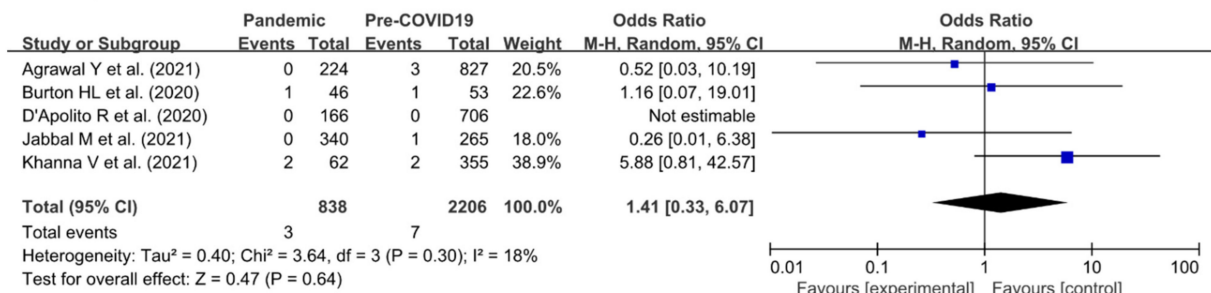 Pandemic Pre-COVID19 Odds Ratio Odds Ratio
Study or Subgroup Events Total Events Total Weight M-H, Random, 95% CI M-H, Random, 95% CI
Agrawal Y et al. (2021) 0 224 3 827 20.5% 0.52 [0.03, 10.19]
Burton HL et al. (2020) 1 46 1 53 22.6% 1.16 [0.07, 19.01]
D'Apolito R et al. (2020) 0 166 0 706 Not estimable
Jabbal M et al. (2021) 0 340 1 265 18.0% 0.26 [0.01, 6.38]
Khanna V et al. (2021) 2 62 2 355 38.9% 5.88 [0.81, 42.57]
Total (95% CI) 838 2206 100.0% 1.41 [0.33, 6.07]
Total events 3 7
Heterogeneity: Tau² = 0.40; Chi² = 3.64, df = 3 (P = 0.30); I² = 18%
Test for overall effect: Z = 0.47 (P = 0.64)
0.01 0.1 1 10 100
Favours [experimental] Favours [control]